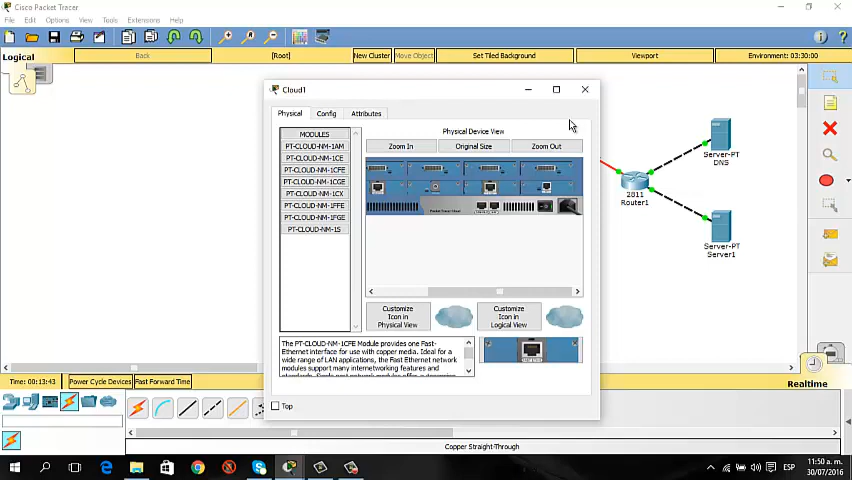 Cisco Packet Tracer
File Edit Options View Tools Extensions Help
Logical Back [Root] New Cluster Move Object Set Tiled Background Viewport Environment: 03:30:00
Cloud1
Physical Config Attributes
MODULES
PT-CLOUD-NM-1AM
PT-CLOUD-NM-1CE
PT-CLOUD-NM-1CFE
PT-CLOUD-NM-1CGE
PT-CLOUD-NM-1CX
PT-CLOUD-NM-1FFE
PT-CLOUD-NM-1FGE
PT-CLOUD-NM-1S
Physical Device View
Zoom In Original Size Zoom Out
Customize
Icon in
Physical View
Customize
Icon in
Logical View
The PT-CLOUD-NM-1CFE Module provides one Fast-
Ethernet interface for use with copper media. Ideal for a
wide range of LAN applications, the Fast Ethernet network
modules support many internetworking features and
Top
Server-PT
DNS
2811
Router1
Server-PT
Server1
Time: 00:13:43 Power Cycle Devices Fast Forward Time Realtime
Copper Straight-Through
ESP
11:50 a. m.
30/07/2016